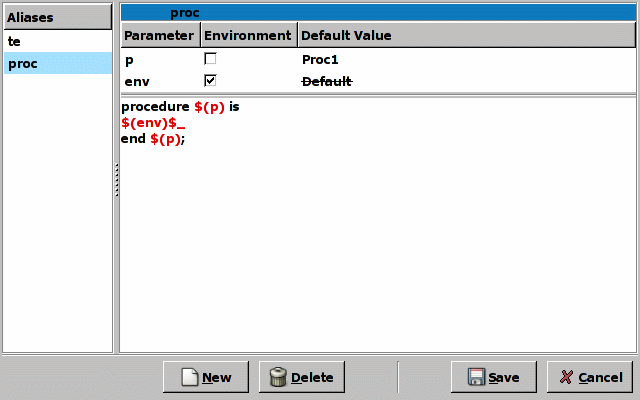 Aliases
te
proc
proc
Parameter Environment Default Value
p Proc1
env Default
procedure $(p) is
$(env)$_
end $(p);
New Delete Save Cancel